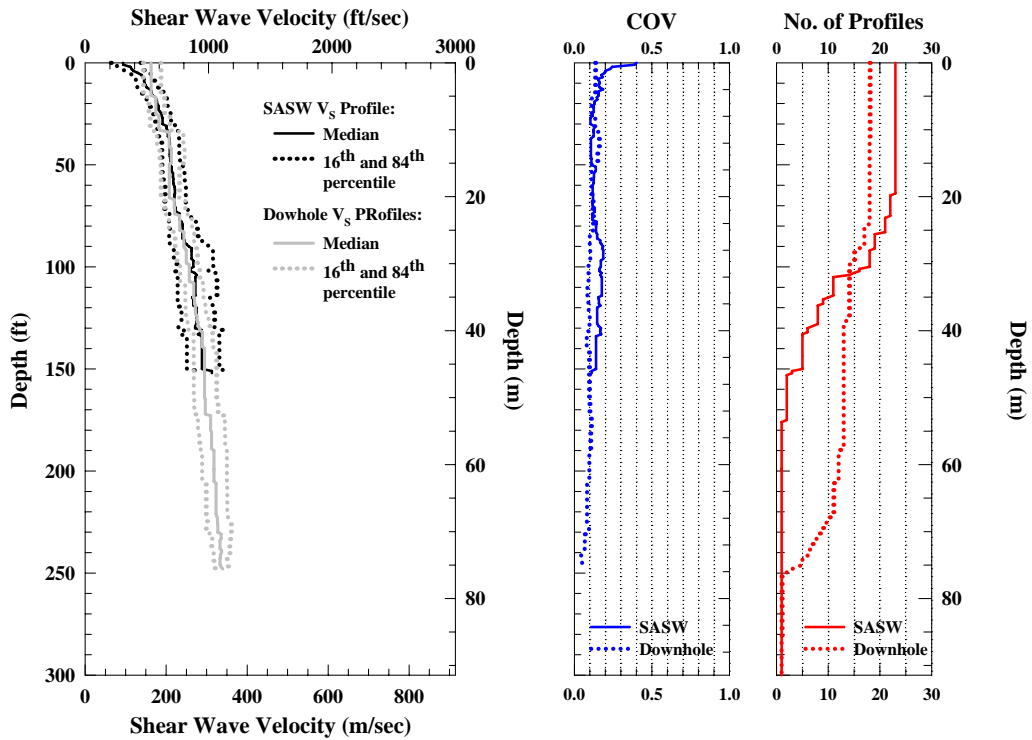 Shear Wave Velocity (ft/sec)
0 1000 2000 3000
COV
0.0 0.5 1.0
No. of Profiles
0 10 20 30
Depth (ft)
0
50
100
150
200
250
300
SASW VS Profile:
Median
16th and 84th
percentile
Dowhole VS PRofiles:
Median
16th and 84th
percentile
0
20
40
60
80
Depth (m)
SASW
Downhole
SASW
Downhole
0
20
40
60
80
Depth (m)
0 200 400 600 800
Shear Wave Velocity (m/sec)
0.0 0.5 1.0
0 10 20 30